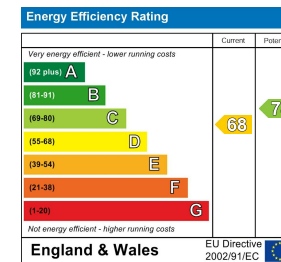 Energy Efficiency Rating
Current
Very energy efficient - lower running costs
(92 plus) A
(81-91) B
(69-80) C
(55-68) D
68
(39-54) E
(21-38) F
(1-20) G
Not energy efficient - higher running costs
England & Wales
EU Directive
2002/91/EC